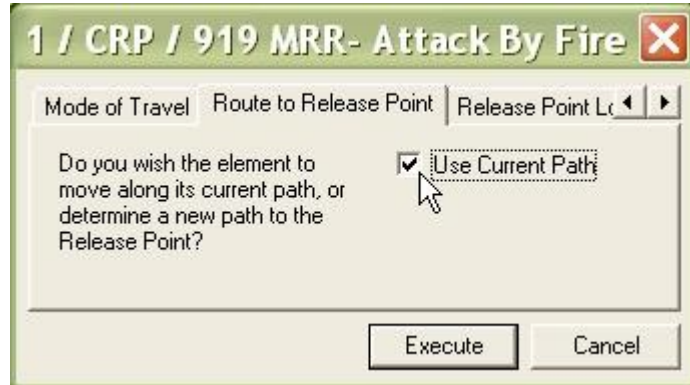 1 / CRP / 919 MRR- Attack By Fire
Mode of Travel Route to Release Point Release Point Lo
Do you wish the element to
move along its current path, or
determine a new path to the
Release Point?
Use Current Path
Execute Cancel